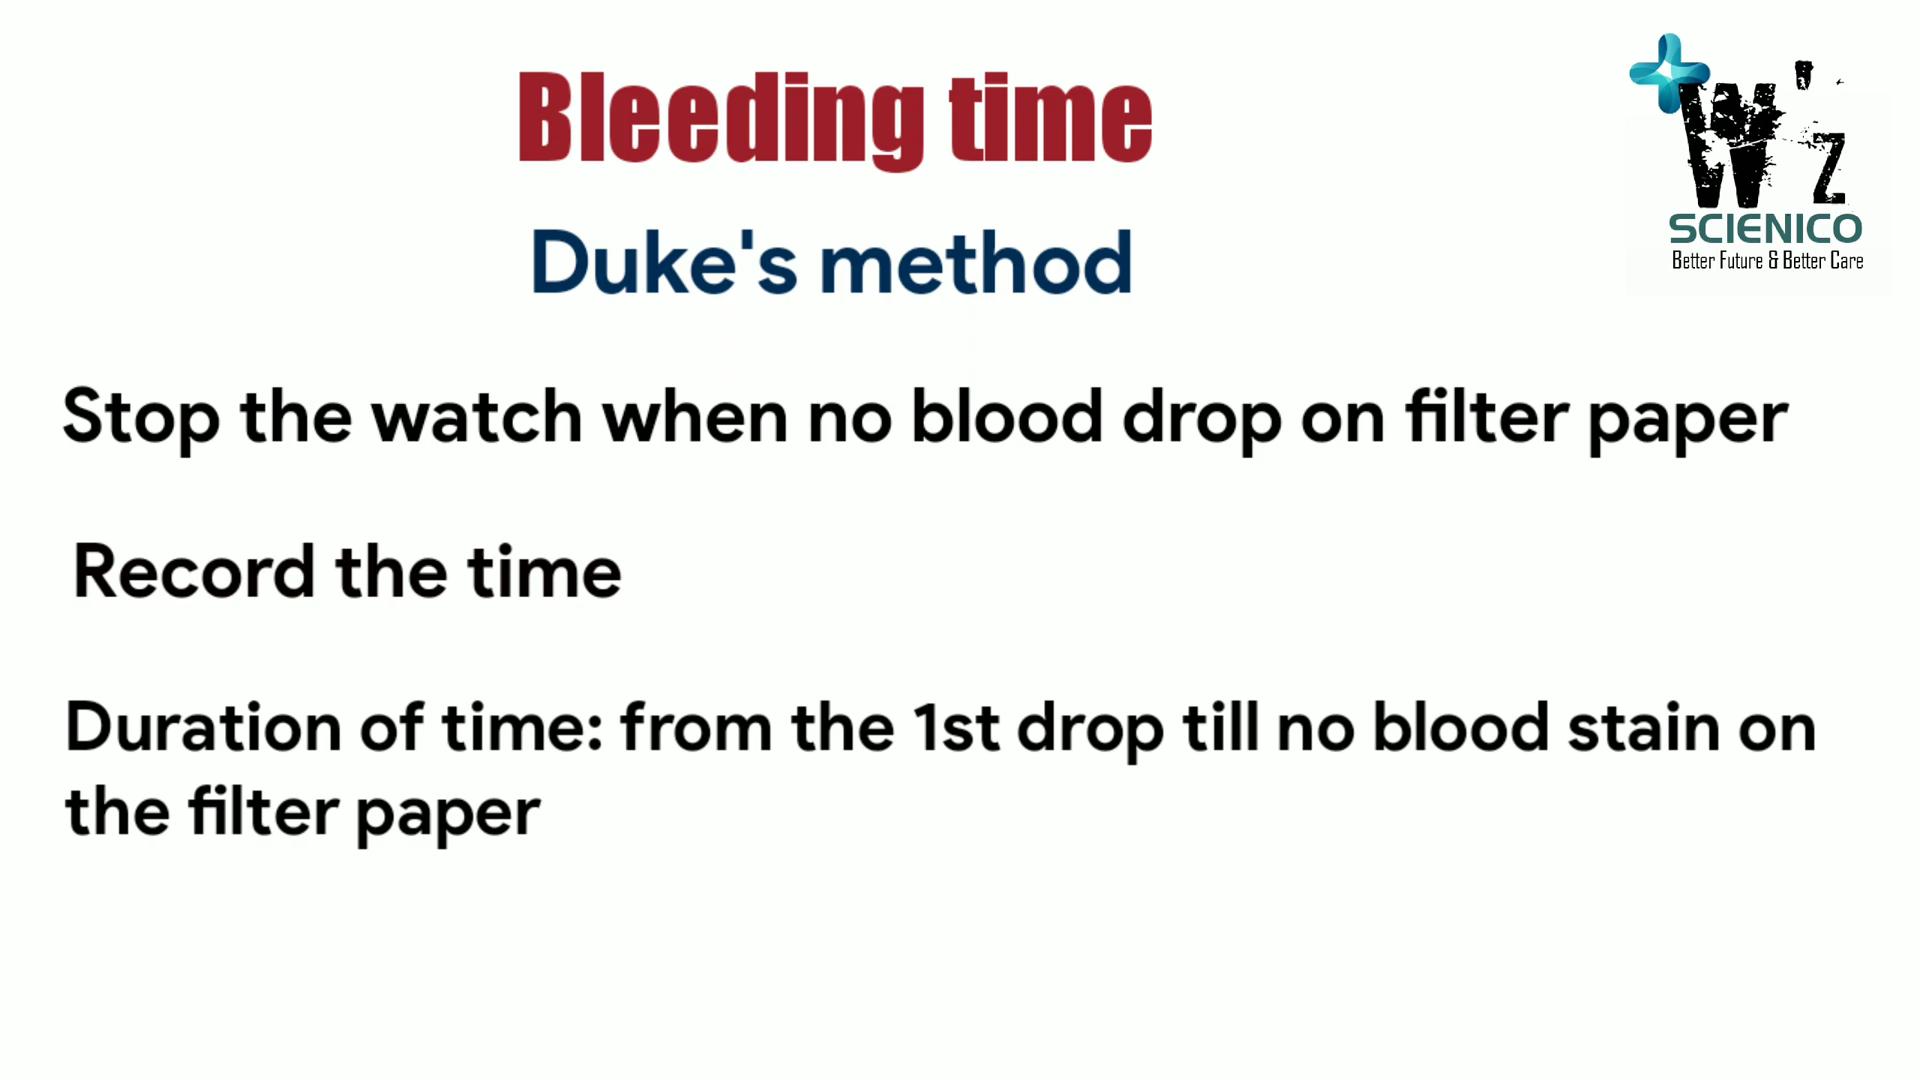 Bleeding time
W'z
SCIENICO
Better Future & Better Care
Duke's method
Stop the watch when no blood drop on filter paper
Record the time
Duration of time: from the 1st drop till no blood stain on
the filter paper